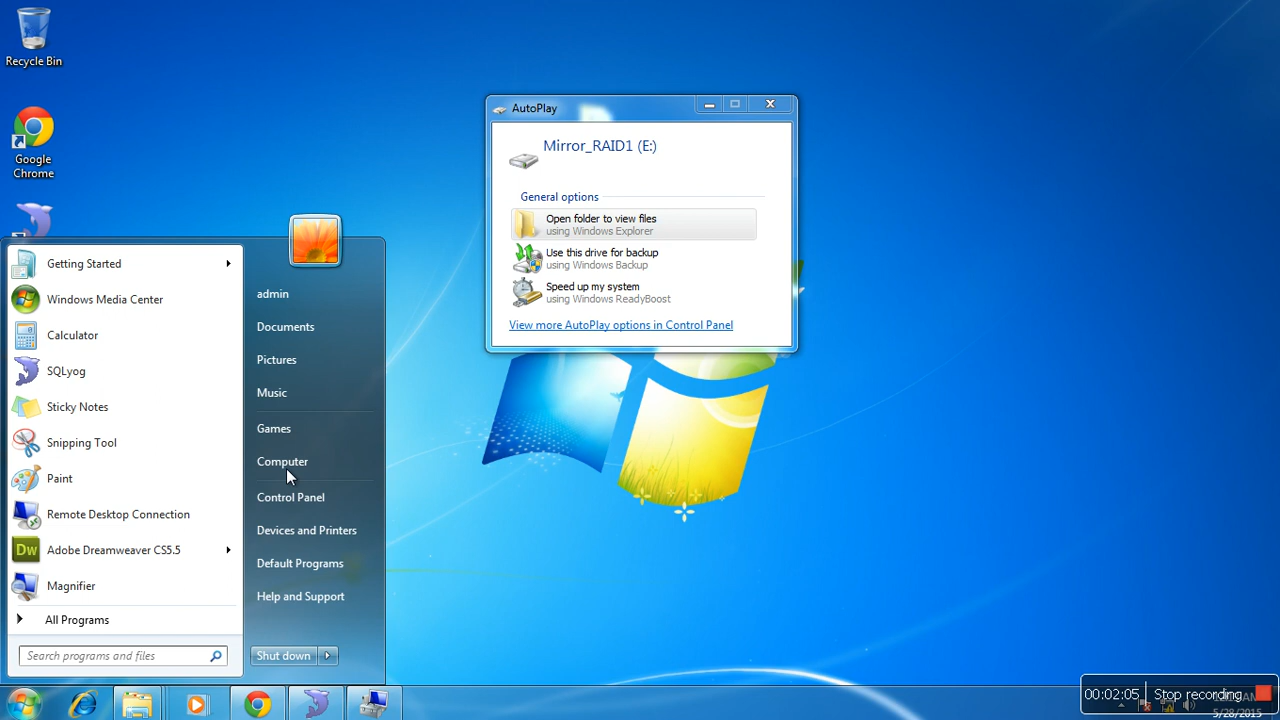 Recycle Bin
Google
Chrome
AutoPlay
Mirror_RAID1 (E:)
General options
Open folder to view files
using Windows Explorer
Use this drive for backup
using Windows Backup
Speed up my system
using Windows ReadyBoost
View more AutoPlay options in Control Panel
Getting Started
Windows Media Center
Calculator
SQLyog
Sticky Notes
Snipping Tool
Paint
Remote Desktop Connection
Dw
Adobe Dreamweaver CS5.5
Magnifier
All Programs
Search programs and files
admin
Documents
Pictures
Music
Games
Computer
Control Panel
Devices and Printers
Default Programs
Help and Support
Shut down
00:02:05
Stop recording
5/28/2015